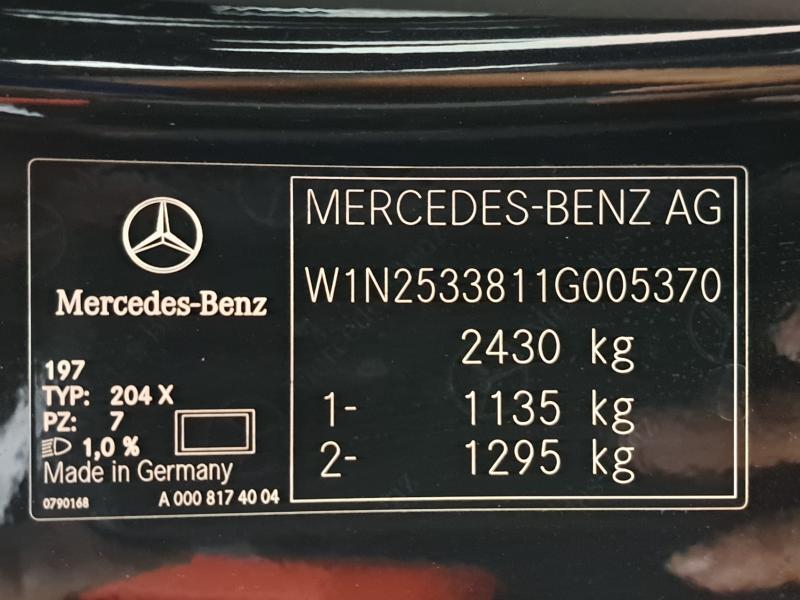 Mercedes-Benz
197
TYP: 204 X
PZ: 7
1,0 %
Made in Germany
0790168 A 000 817 40 04
MERCEDES-BENZ AG
W1N2533811G005370
2430 kg
1- 1135 kg
2- 1295 kg